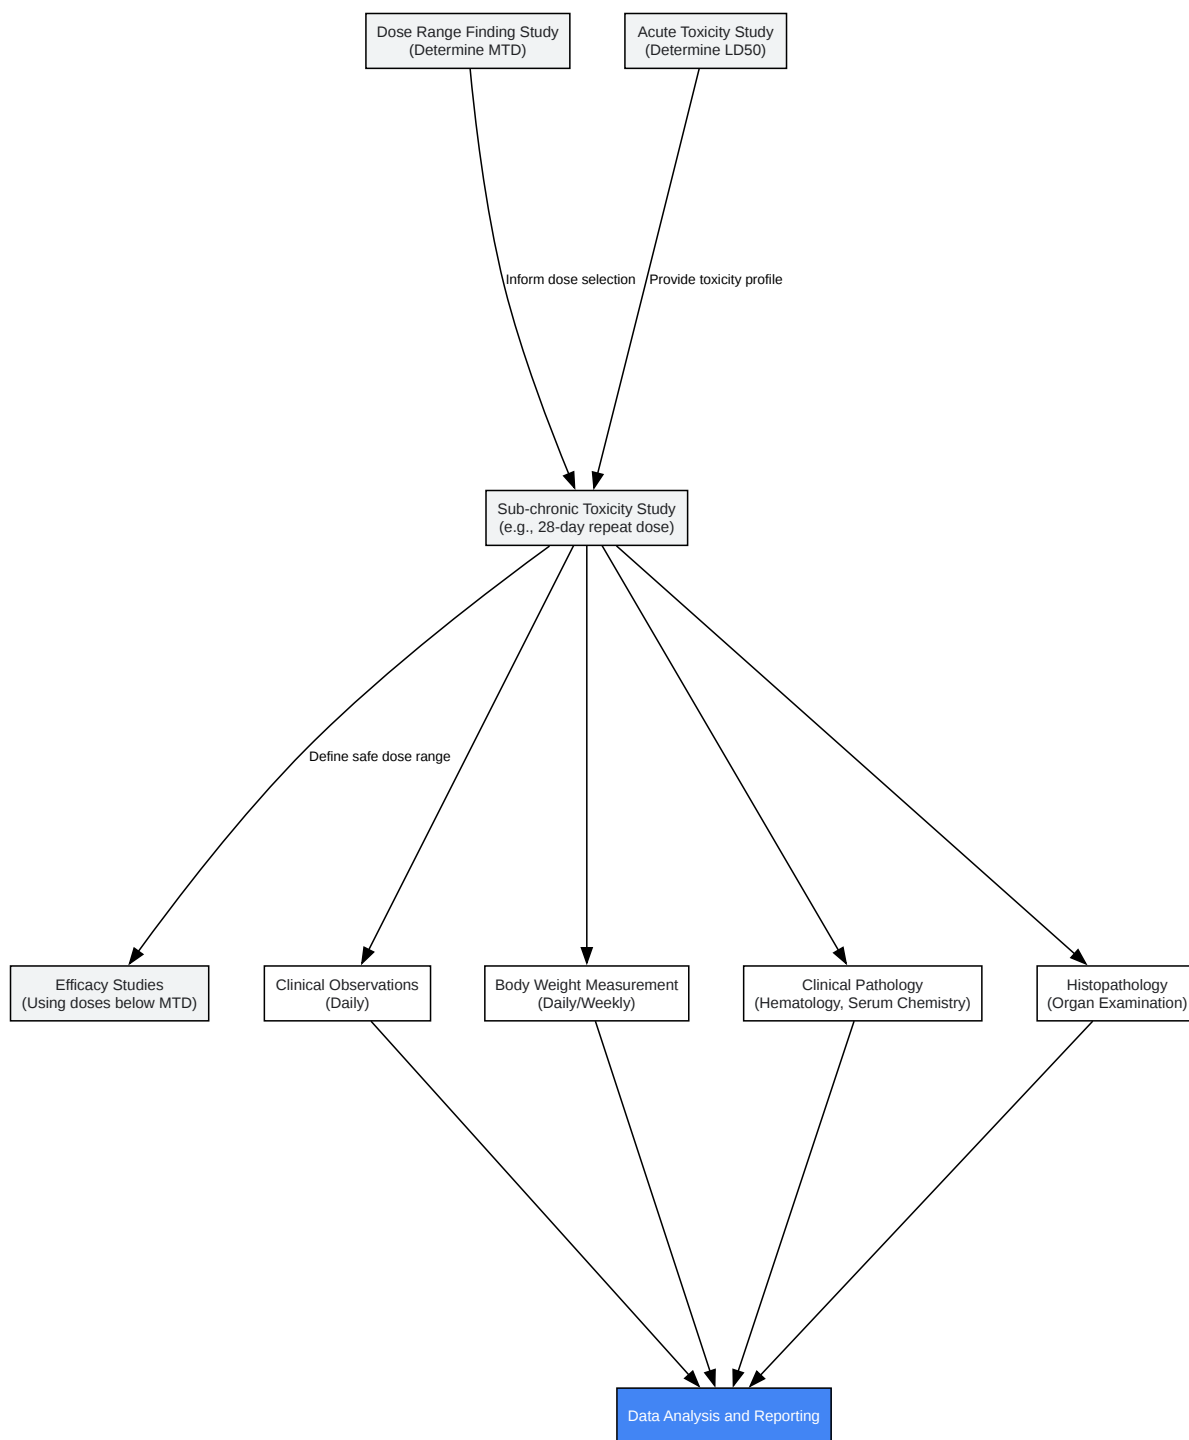 Dose Range Finding Study
(Determine MTD)
Acute Toxicity Study
(Determine LD50)
Inform dose selection
Provide toxicity profile
Sub-chronic Toxicity Study
(e.g., 28-day repeat dose)
Define safe dose range
Efficacy Studies
(Using doses below MTD)
Clinical Observations
(Daily)
Body Weight Measurement
(Daily/Weekly)
Clinical Pathology
(Hematology, Serum Chemistry)
Histopathology
(Organ Examination)
Data Analysis and Reporting